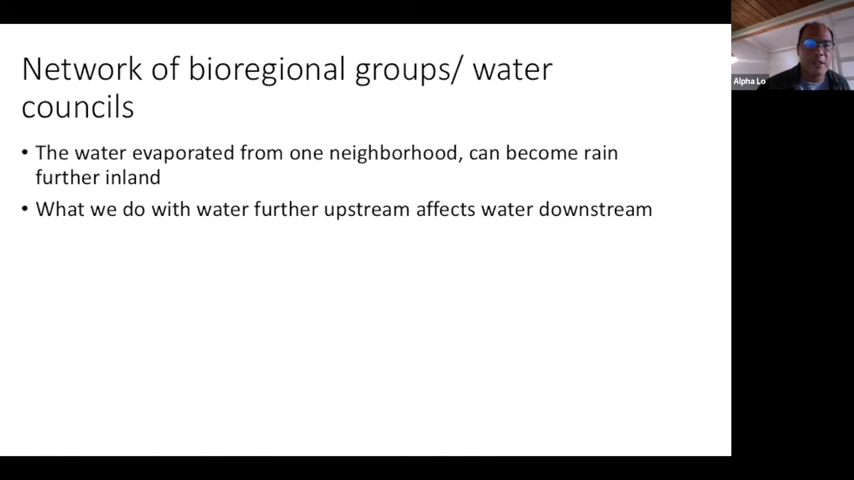 Network of bioregional groups/ water
councils
• The water evaporated from one neighborhood, can become rain
further inland
• What we do with water further upstream affects water downstream
Alpha Lo